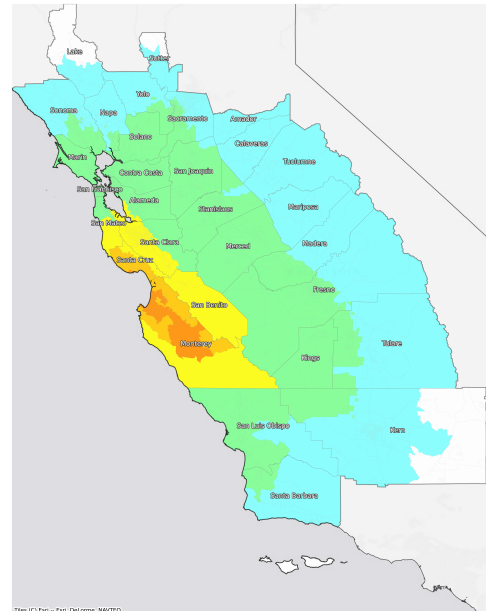 Lake
Sutter
Yolo
Sonoma
Napa
Sacramento
Amador
Solano
Calaveras
Marin
Contra Costa
San Joaquin
Tuolumne
San Francisco
Alameda
Stanislaus
Mariposa
San Mateo
Santa Clara
Merced
Madera
Santa Cruz
Fresno
San Benito
Monterey
Tulare
Kings
San Luis Obispo
Kern
Santa Barbara
Tiles (C) Esri -- Esri, DeLorme, NAVTEQ